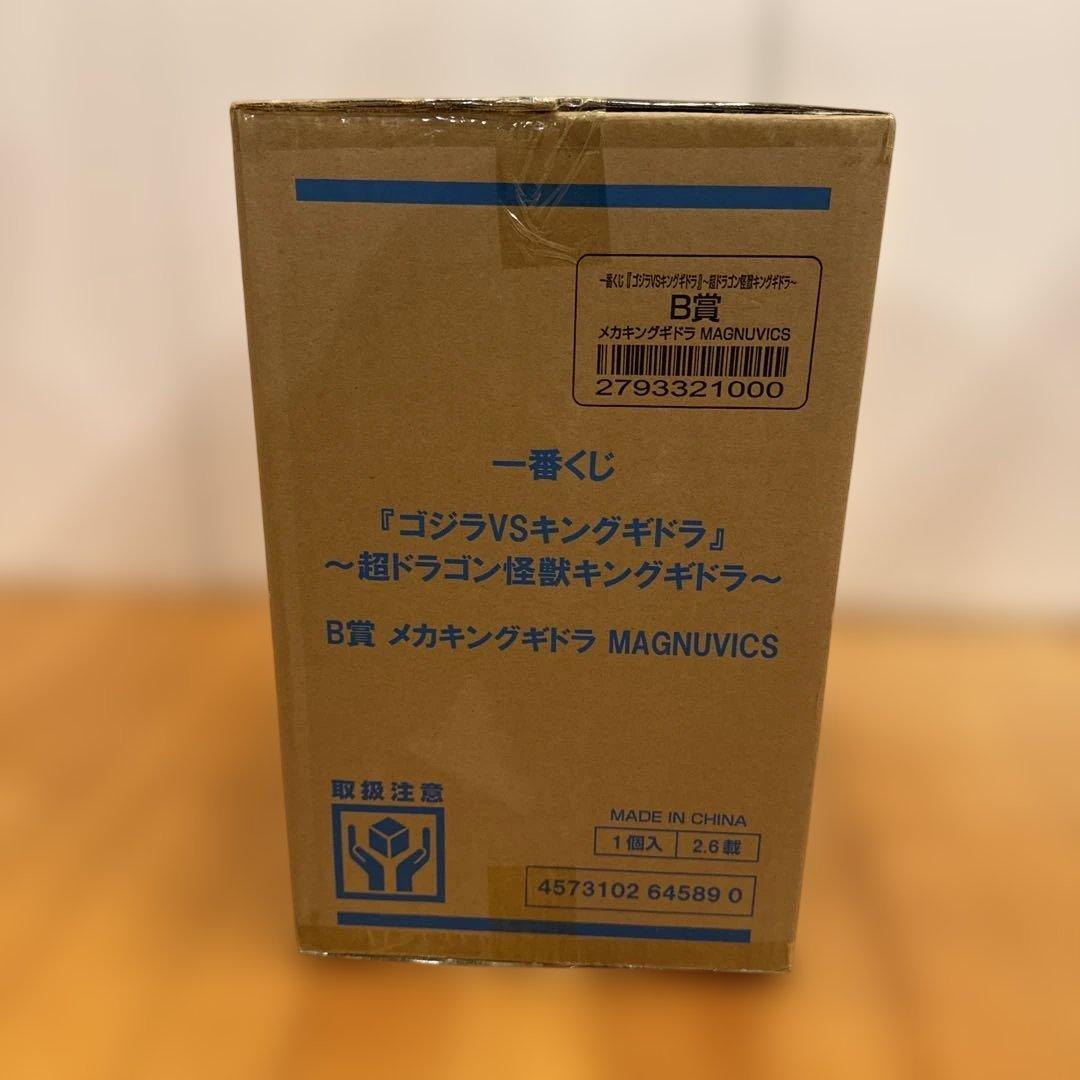 一番くじ『ゴジラVSキングギドラ』~超ドラゴン怪獣キングギドラ~
B賞
メカキングギドラ MAGNUVICS
2793321000
一番くじ
『ゴジラVSキングギドラ』
~超ドラゴン怪獣キングギドラ~
B賞 メカキングギドラ MAGNUVICS
取扱注意
MADE IN CHINA
1個入 2.6載
4573102 64589 0